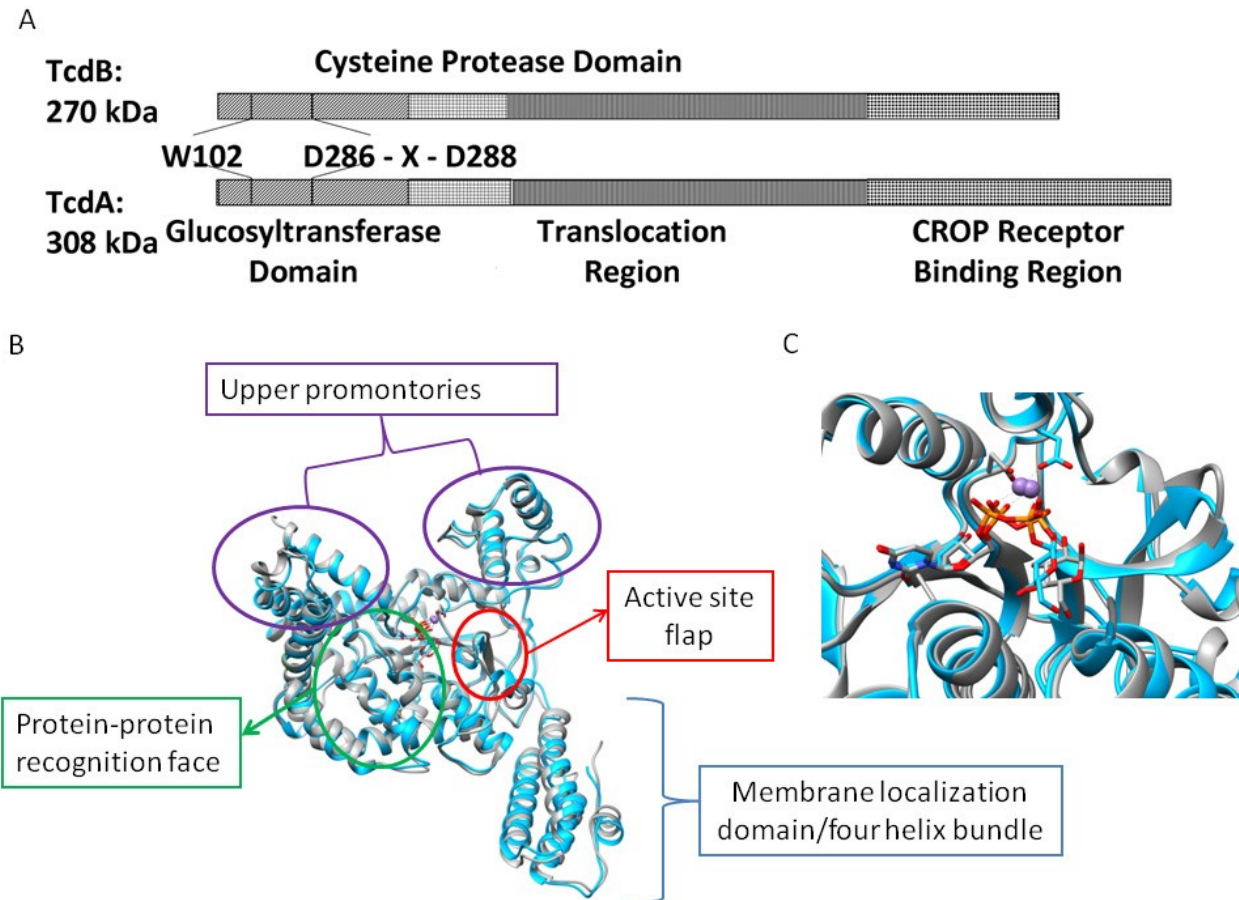 A
TcdB:
270 kDa
Cysteine Protease Domain
W102
D286 - X - D288
TcdA:
308 kDa
Glucosyltransferase
Domain
Translocation
Region
CROP Receptor
Binding Region
B
Upper promontories
Active site
flap
Protein-protein
recognition face
Membrane localization
domain/four helix bundle
C